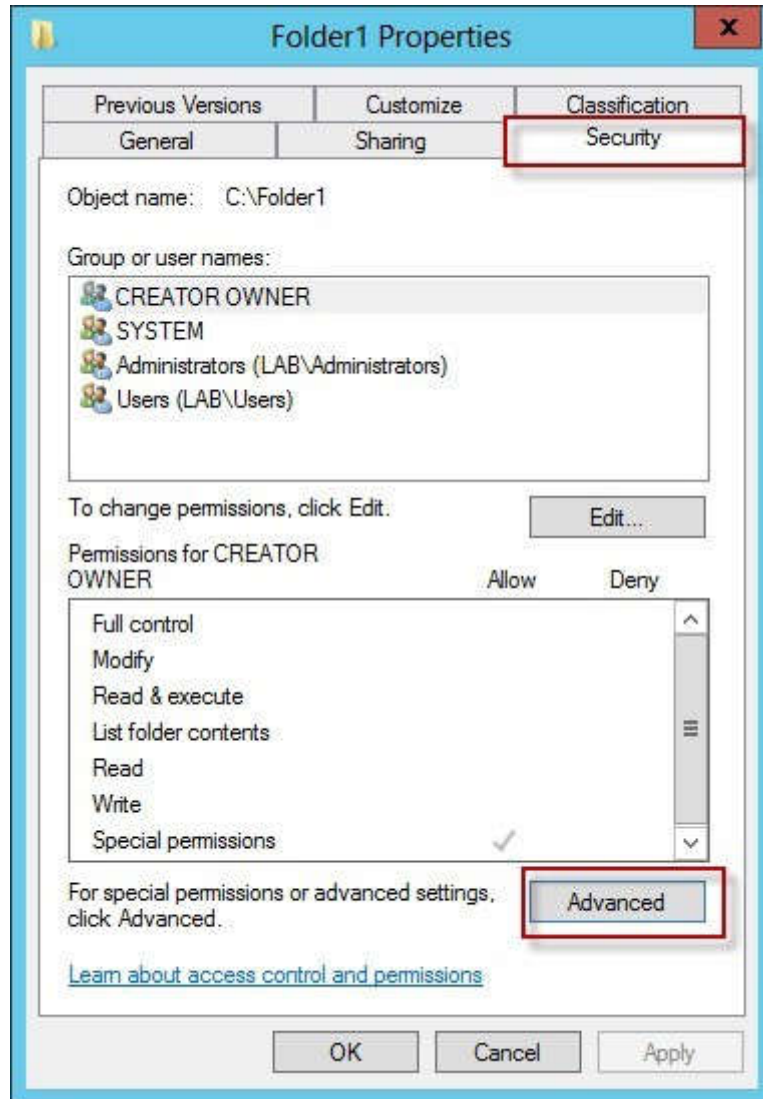 Folder1 Properties
x
Previous Versions
Customize
Classification
General
Sharing
Security
Object name: C:\Folder1
Group or user names:
CREATOR OWNER
SYSTEM
Administrators (LAB\Administrators)
Users (LAB\Users)
To change permissions, click Edit.
Edit...
Permissions for CREATOR
OWNER
Allow
Deny
Full control
Modify
Read & execute
List folder contents
Read
Write
Special permissions
For special permissions or advanced settings,
click Advanced.
Advanced
Learn about access control and permissions
OK
Cancel
Apply